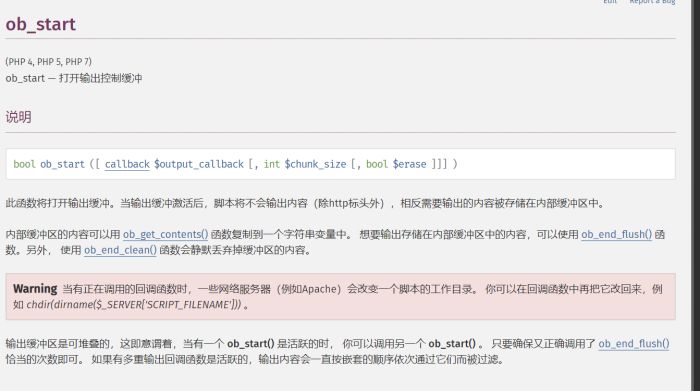 Edit Report a Bug
ob_start
(PHP 4, PHP 5, PHP 7)
ob_start — 打开输出控制缓冲
说明
bool ob_start ([ callback $output_callback [, int $chunk_size [, bool $erase ]]] )
此函数将打开输出缓冲。当输出缓冲激活后，脚本将不会输出内容（除http标头外），相反需要输出的内容被存储在内部缓冲区中。
内部缓冲区的内容可以用 ob_get_contents() 函数复制到一个字符串变量中。 想要输出存储在内部缓冲区中的内容，可以使用 ob_end_flush() 函
数。另外， 使用 ob_end_clean() 函数会静默丢弃掉缓冲区的内容。
Warning 当有正在调用的回调函数时，一些网络服务器（例如Apache）会改变一个脚本的工作目录。 你可以在回调函数中再把它改回来，例
如 chdir(dirname($_SERVER['SCRIPT_FILENAME'])) 。
输出缓冲区是可堆叠的，这即意谓着，当有一个 ob_start() 是活跃的时， 你可以调用另一个 ob_start() 。 只要确保又正确调用了 ob_end_flush()
恰当的次数即可。 如果有多重输出回调函数是活跃的，输出内容会一直按嵌套的顺序依次通过它们而被过滤。